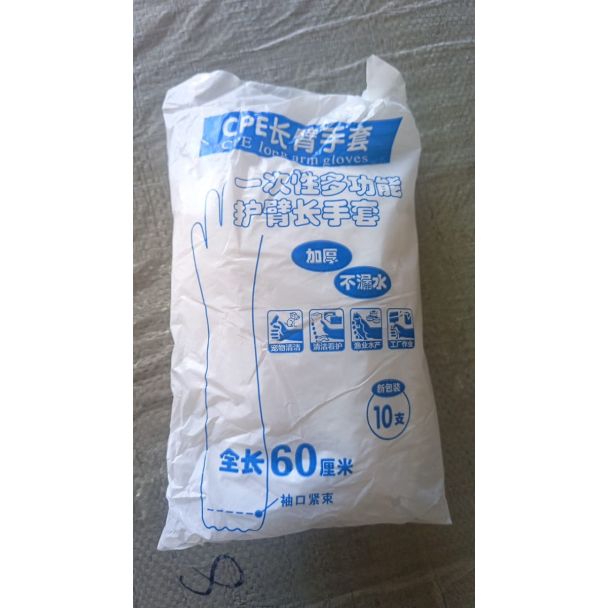 CPE长臂手套
CPE long arm gloves
一次性多功能
护臂长手套
加厚
不漏水
宠物清洁
清洁看护
渔业水产
工厂作业
新包装
10支
全长60厘米
袖口紧束